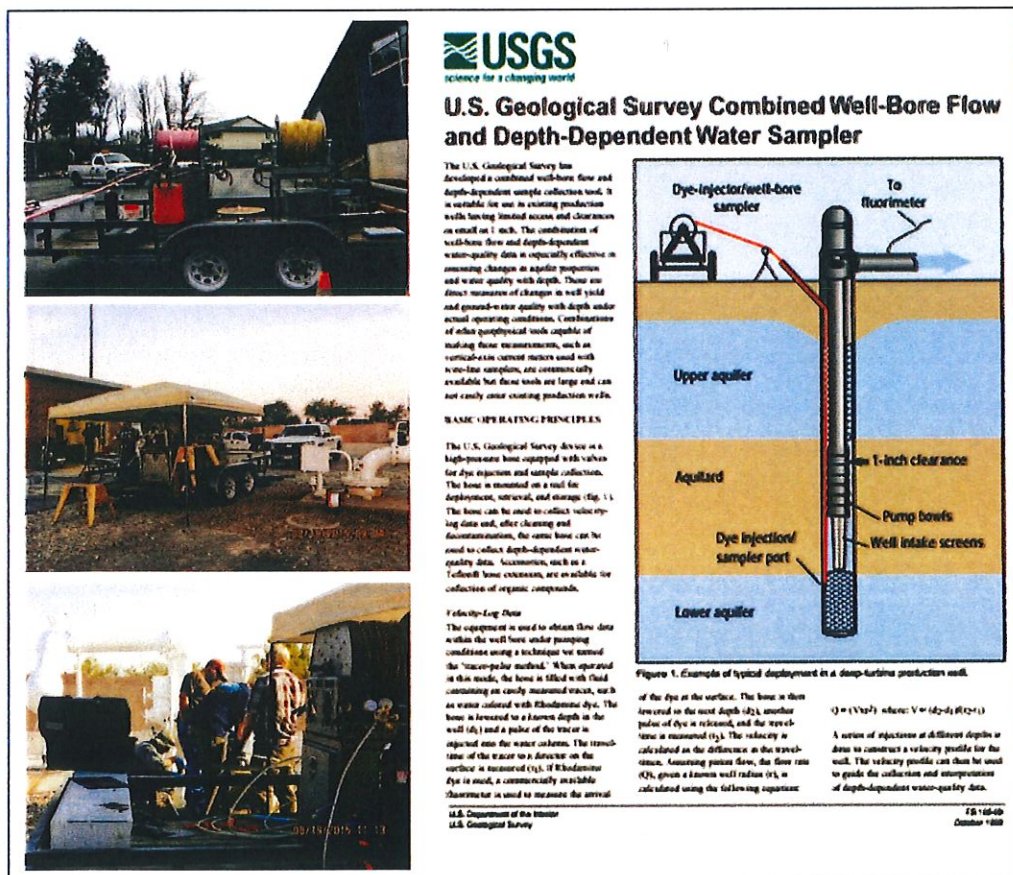 USGS
science for a changing world
U.S. Geological Survey Combined Well-Bore Flow
and Depth-Dependent Water Sampler
The U.S. Geological Survey has
developed a combined well-bore flow and
depth-dependent sample collection tool. It
is suitable for use in existing production
wells having limited access and clearances
as small as 1 inch. The combination of
well-bore flow and depth-dependent
water-quality data is especially effective in
assessing changes in aquifer properties
and water quality with depth. These are
direct measures of changes in well yield
and ground-water quality with depth under
actual operating conditions. Combinations
of other geophysical tools capable of
making these measurements, such as
vertical-axis current meters used with
wire-line samplers, are commercially
available but these tools are large and can
not easily enter existing production wells.
BASIC OPERATING PRINCIPLES
The U.S. Geological Survey device is a
high-pressure hose equipped with valves
for dye injection and sample collection.
The hose is mounted on a reel for
deployment, retrieval, and storage (fig. 1).
The hose can be used to collect velocity-
log data and, after cleaning and
decontamination, the same hose can be
used to collect depth-dependent water-
quality data. Accessories, such as a
Teflon® hose extension, are available for
collection of organic compounds.
Velocity-Log Data
The equipment is used to obtain flow data
within the well bore under pumping
conditions using a technique we termed
the "tracer-pulse method." When operated
in this mode, the hose is filled with fluid
containing an easily measured tracer, such
as water colored with Rhodamine dye. The
hose is lowered to a known depth in the
well (d₁) and a pulse of the tracer is
injected into the water column. The travel-
time of the tracer to a detector on the
surface is measured (t₁). If Rhodamine
dye is used, a commercially available
fluorimeter is used to measure the arrival
Dye-injector/well-bore
sampler
To
fluorimeter
Upper aquifer
Aquitard
1-inch clearance
Pump bowls
Well intake screens
Dye injection/
sampler port
Lower aquifer
Figure 1. Example of typical deployment in a deep-turbine production well.
of the dye at the surface. The hose is then
lowered to the next depth (d₂), another
pulse of dye is released, and the travel-
time is measured (t₂). The velocity is
calculated as the difference in the travel-
times. Assuming piston flow, the flow rate
(Q), given a known well radius (r), is
calculated using the following equation:
A series of injections at different depths is
done to construct a velocity profile for the
well. The velocity profile can then be used
to guide the collection and interpretation
of depth-dependent water-quality data.
U.S. Department of the Interior
U.S. Geological Survey
October 1999